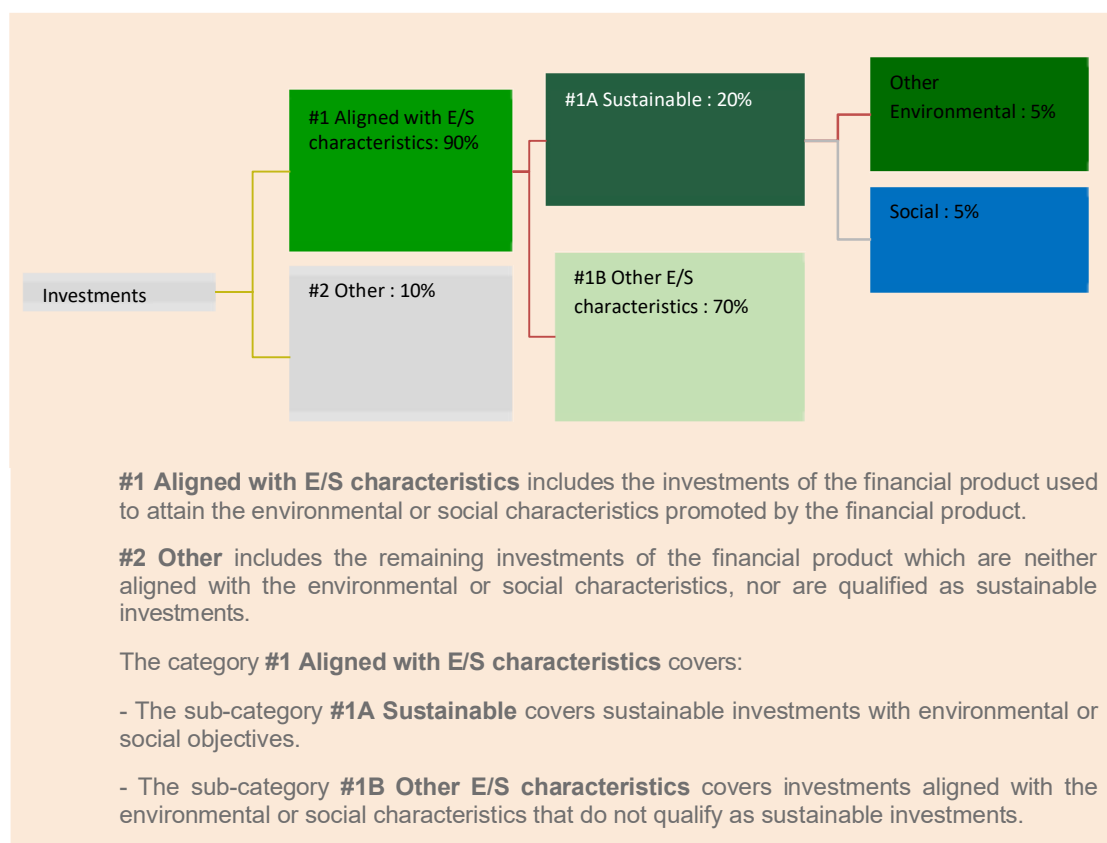 #1 Aligned with E/S
characteristics: 90%
#1A Sustainable : 20%
Other
Environmental : 5%
Social : 5%
Investments
#2 Other : 10%
#1B Other E/S
characteristics : 70%
#1 Aligned with E/S characteristics includes the investments of the financial product used
to attain the environmental or social characteristics promoted by the financial product.
#2 Other includes the remaining investments of the financial product which are neither
aligned with the environmental or social characteristics, nor are qualified as sustainable
investments.
The category #1 Aligned with E/S characteristics covers:
- The sub-category #1A Sustainable covers sustainable investments with environmental or
social objectives.
- The sub-category #1B Other E/S characteristics covers investments aligned with the
environmental or social characteristics that do not qualify as sustainable investments.